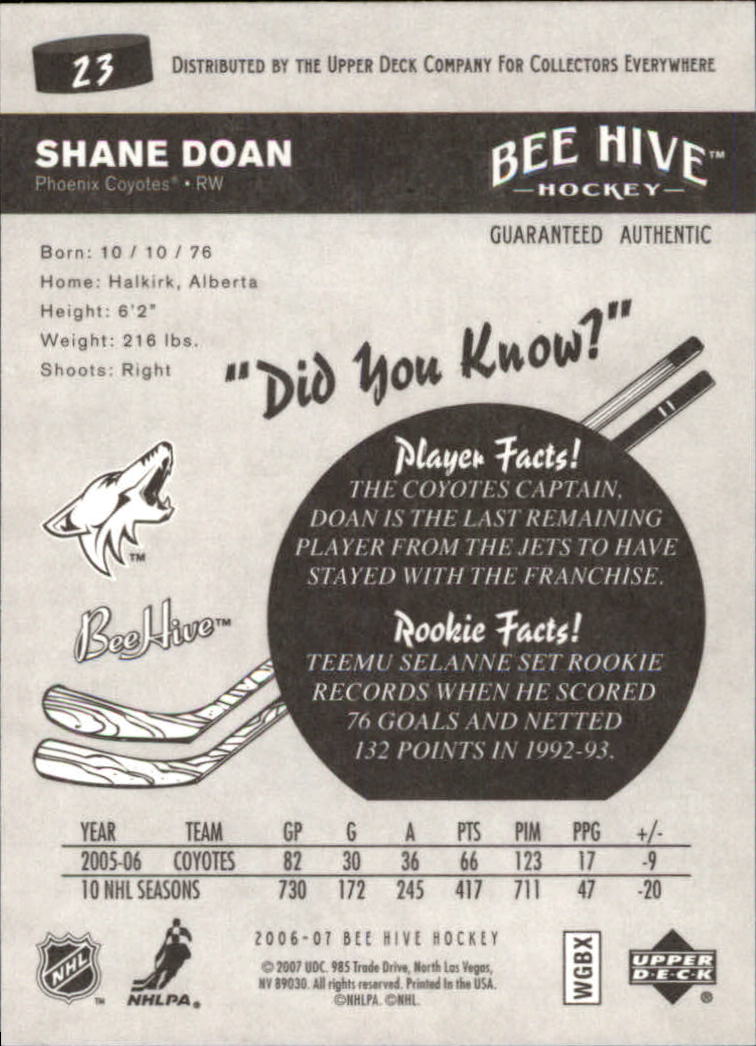 23
DISTRIBUTED BY THE UPPER DECK COMPANY FOR COLLECTORS EVERYWHERE
SHANE DOAN
Phoenix Coyotes® • RW
BEE HIVE™
HOCKEY
GUARANTEED AUTHENTIC
Born: 10 / 10 / 76
Home: Halkirk, Alberta
Height: 6'2"
Weight: 216 lbs.
Shoots: Right
"Did You Know?"
Player Facts!
THE COYOTES CAPTAIN,
DOAN IS THE LAST REMAINING
PLAYER FROM THE JETS TO HAVE
STAYED WITH THE FRANCHISE.
TM
BeeHive™
Rookie Facts!
TEEMU SELANNE SET ROOKIE
RECORDS WHEN HE SCORED
76 GOALS AND NETTED
132 POINTS IN 1992-93.
YEAR TEAM GP G A PTS PIM PPG +/-
2005-06 COYOTES 82 30 36 66 123 17 -9
10 NHL SEASONS 730 172 245 417 711 47 -20
NHL™
NHLPA®
2006-07 BEE HIVE HOCKEY
© 2007 UDC. 985 Trade Drive, North Las Vegas,
NV 89030. All rights reserved. Printed in the USA.
©NHLPA. ©NHL.
WGBX
UPPER
D·E·C·K
®